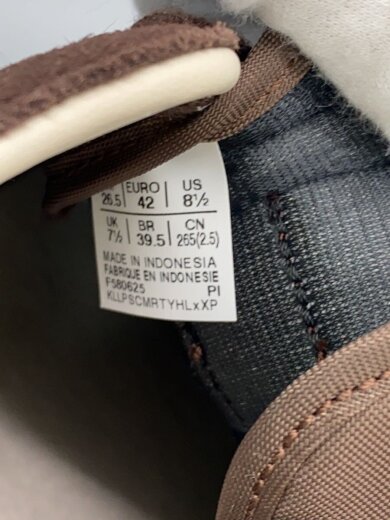 EURO US
26.5 42 8½
UK BR CN
7½ 39.5 265(2.5)
MADE IN INDONESIA
FABRIQUE EN INDONESIE
F580625 PI
KLLPSCMRTYHLxXP